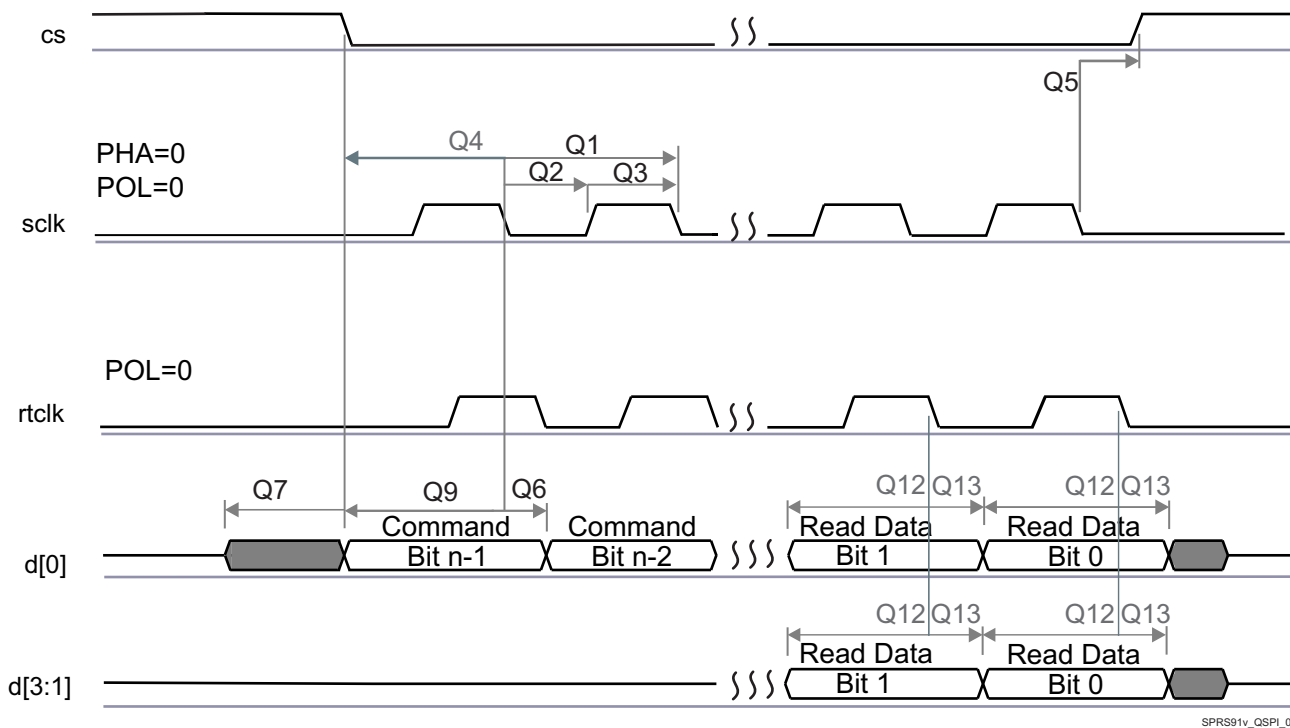 cs
Q5
PHA=0
Q4
Q1
POL=0
Q2
Q3
sclk
POL=0
rtclk
Q7
Q9
Q6
Q12
Q13
Q12
Q13
Command
Command
Read Data
Read Data
d[0]
Bit n-1
Bit n-2
Bit 1
Bit 0
Q12
Q13
Q12
Q13
Read Data
Read Data
d[3:1]
Bit 1
Bit 0